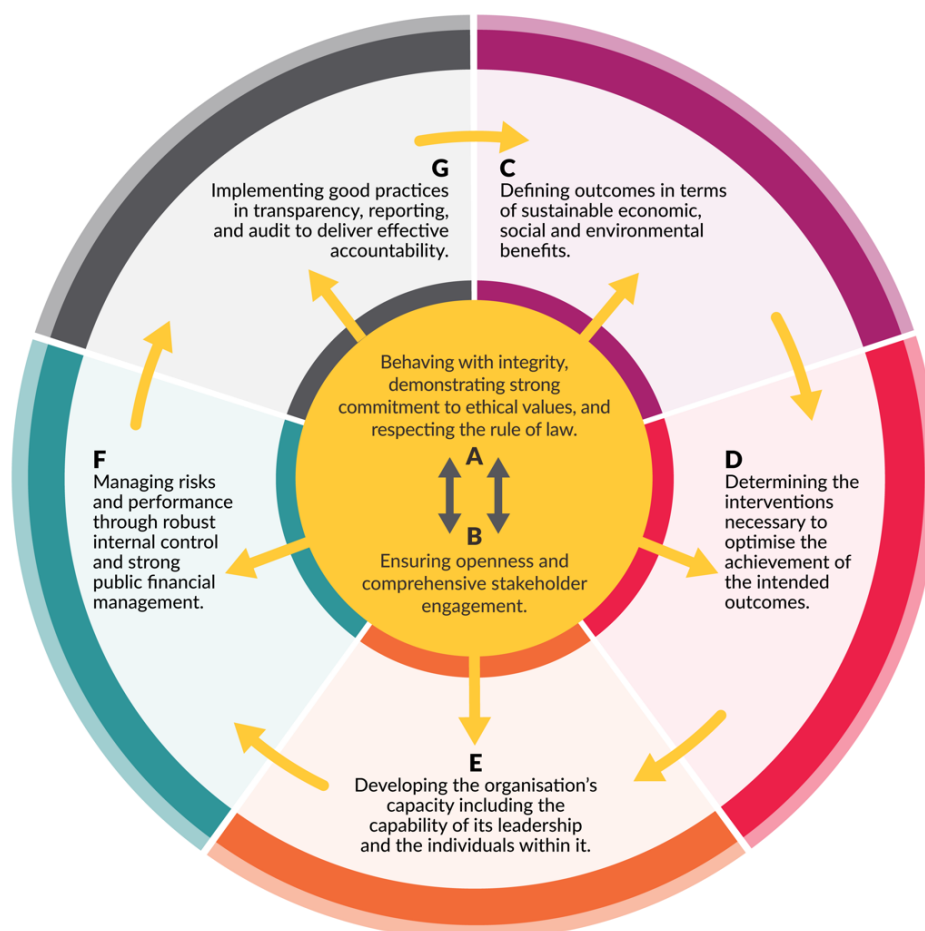 G
Implementing good practices
in transparency, reporting,
and audit to deliver effective
accountability.
C
Defining outcomes in terms
of sustainable economic,
social and environmental
benefits.
Behaving with integrity,
demonstrating strong
commitment to ethical values, and
respecting the rule of law.
A
B
Ensuring openness and
comprehensive stakeholder
engagement.
F
Managing risks
and performance
through robust
internal control
and strong
public financial
management.
D
Determining the
interventions
necessary to
optimise the
achievement of
the intended
outcomes.
E
Developing the organisation's
capacity including the
capability of its leadership
and the individuals within it.